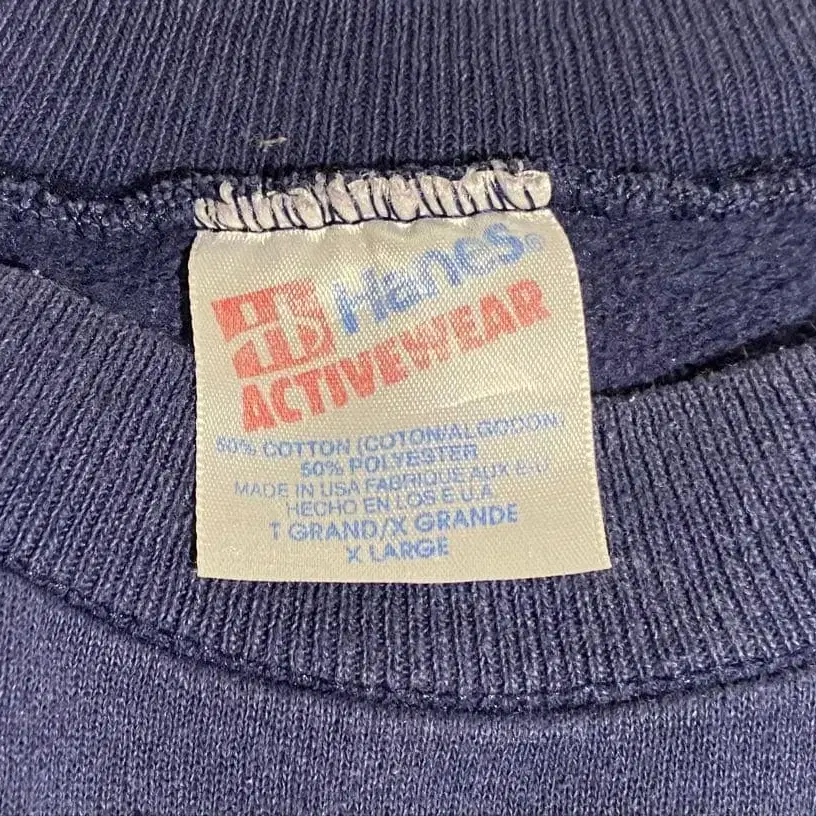 Hanes®
ACTIVEWEAR
50% COTTON (COTON/ALGODON)
50% POLYESTER
MADE IN USA FABRIQUE AUX E-U
HECHO EN LOS E.U.A.
T GRAND/X GRANDE
X LARGE